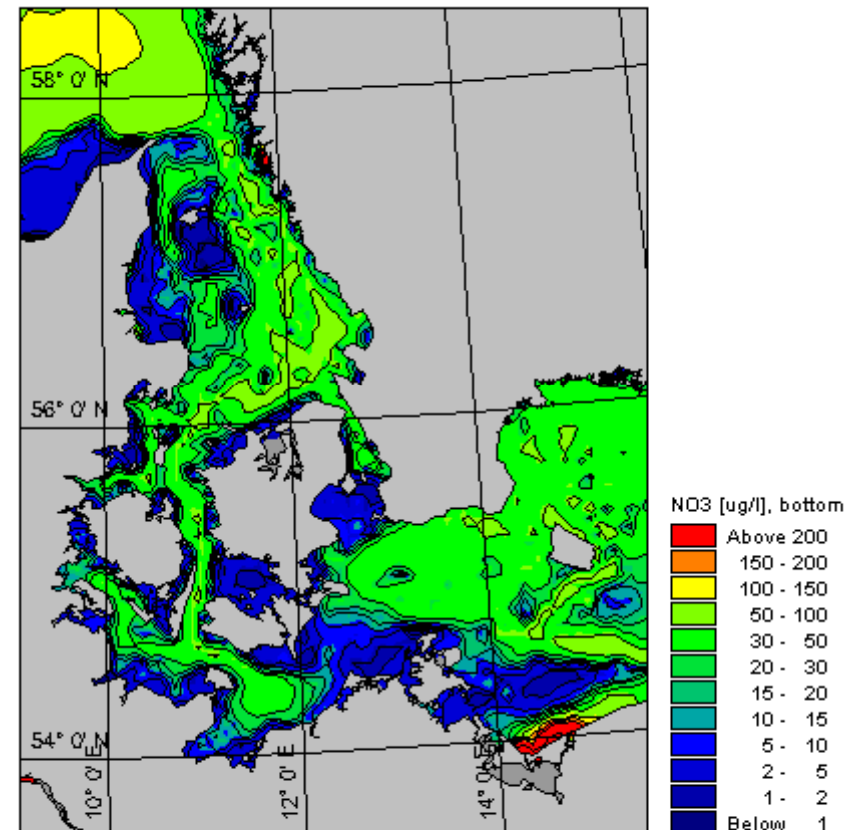 58° 0' N
56° 0' N
54° 0' N
10° 0' E
12° 0' E
14° 0' E
NO3 [ug/l], bottom
Above 200
150 - 200
100 - 150
50 - 100
30 - 50
20 - 30
15 - 20
10 - 15
5 - 10
2 - 5
1 - 2
Below 1